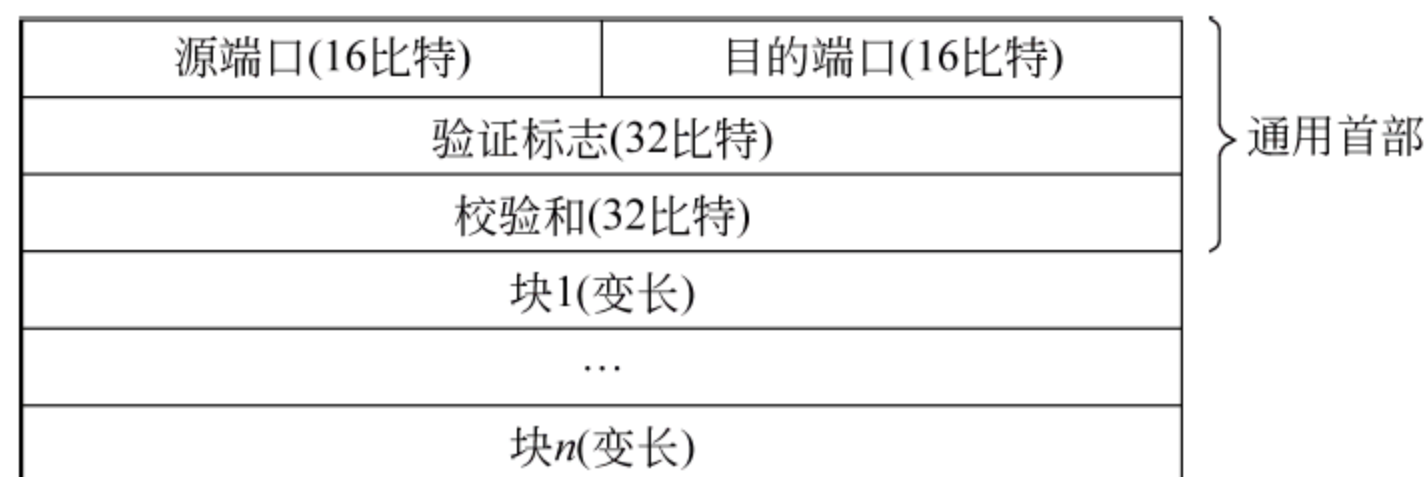 源端口(16比特) 目的端口(16比特)
验证标志(32比特)
通用首部
校验和(32比特)
块1(变长)
…
块n(变长)